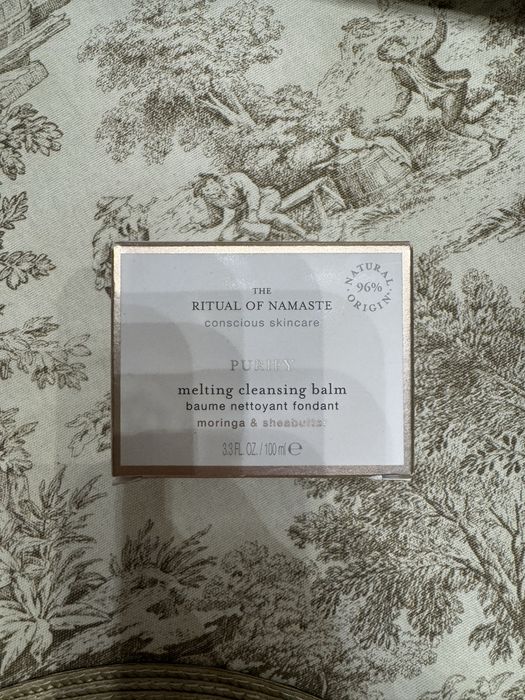 THE
RITUAL OF NAMASTE
conscious skincare
NATURAL
96%
ORIGIN
PURIFY
melting cleansing balm
baume nettoyant fondant
moringa & sheabutter
3.3 FL. OZ. / 100 ml ℮